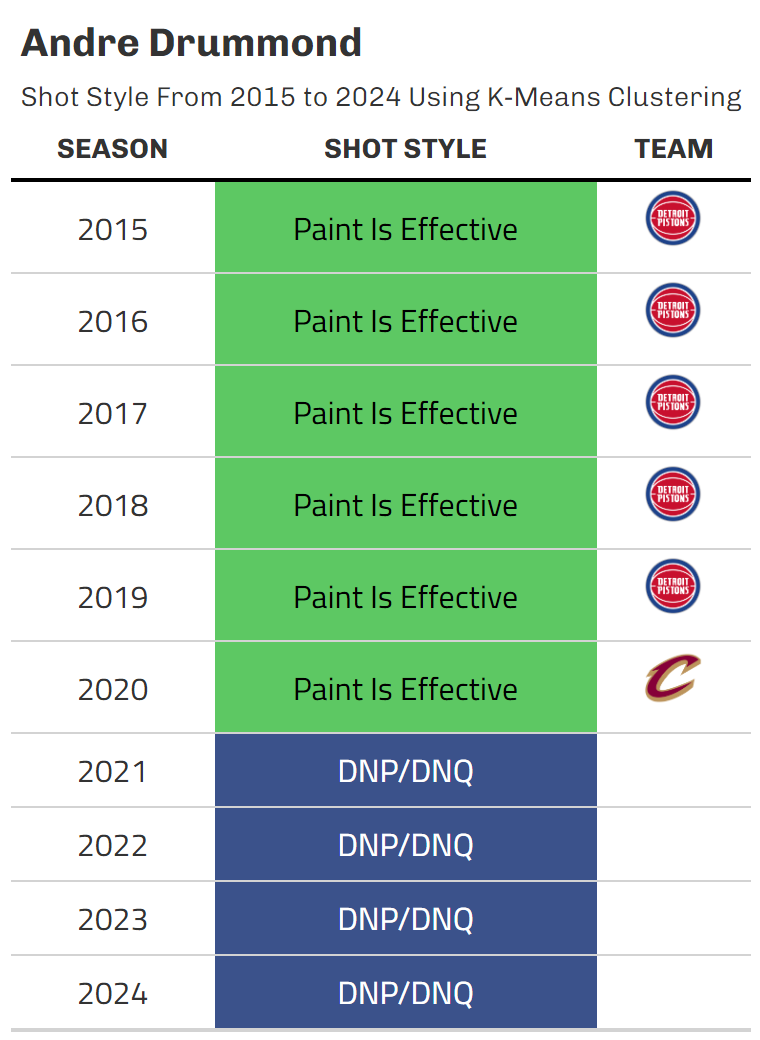 Andre Drummond
Shot Style From 2015 to 2024 Using K-Means Clustering
SEASON SHOT STYLE TEAM
2015 Paint Is Effective DETROIT PISTONS
2016 Paint Is Effective DETROIT PISTONS
2017 Paint Is Effective DETROIT PISTONS
2018 Paint Is Effective DETROIT PISTONS
2019 Paint Is Effective DETROIT PISTONS
2020 Paint Is Effective C
2021 DNP/DNQ
2022 DNP/DNQ
2023 DNP/DNQ
2024 DNP/DNQ